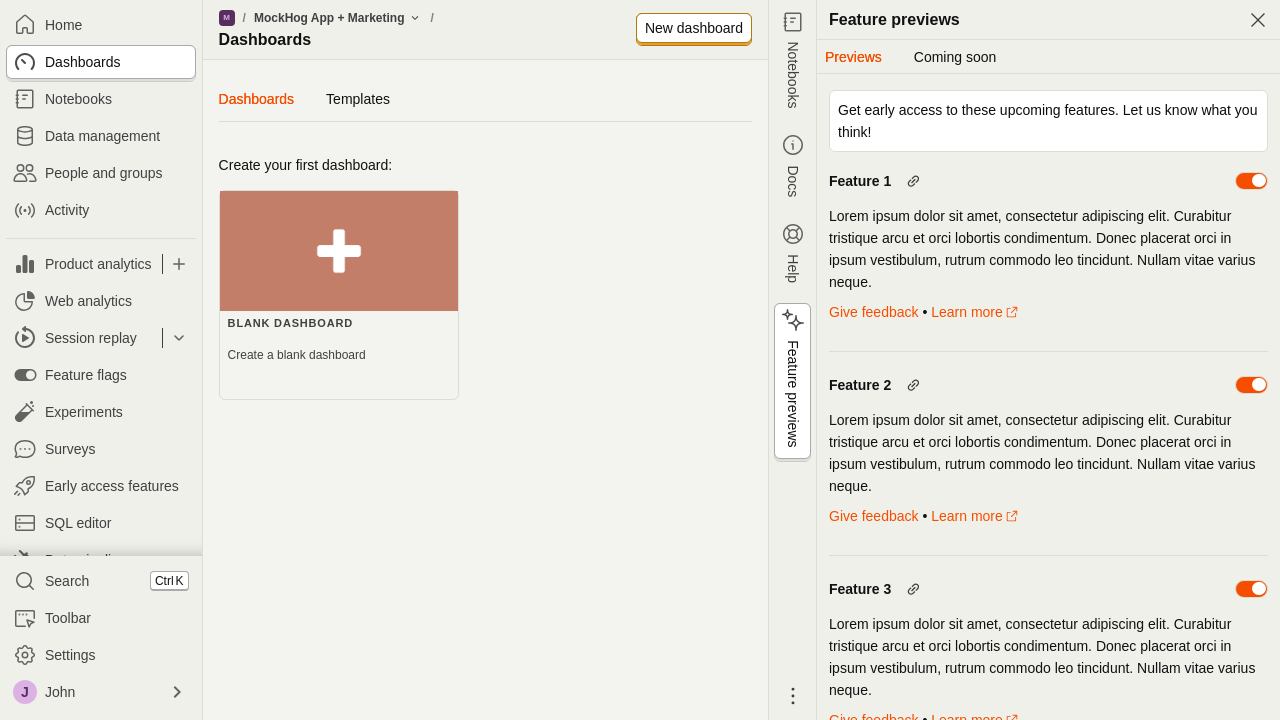 Home
Dashboards
Notebooks
Data management
People and groups
Activity
Product analytics
Web analytics
Session replay
Feature flags
Experiments
Surveys
Early access features
SQL editor
Search
Ctrl K
Toolbar
Settings
J John
M / MockHog App + Marketing /
Dashboards
New dashboard
Dashboards Templates
Create your first dashboard:
BLANK DASHBOARD
Create a blank dashboard
Notebooks
Docs
Help
Feature previews
Feature previews
Previews Coming soon
Get early access to these upcoming features. Let us know what you
think!
Feature 1
Lorem ipsum dolor sit amet, consectetur adipiscing elit. Curabitur
tristique arcu et orci lobortis condimentum. Donec placerat orci in
ipsum vestibulum, rutrum commodo leo tincidunt. Nullam vitae varius
neque.
Give feedback • Learn more
Feature 2
Lorem ipsum dolor sit amet, consectetur adipiscing elit. Curabitur
tristique arcu et orci lobortis condimentum. Donec placerat orci in
ipsum vestibulum, rutrum commodo leo tincidunt. Nullam vitae varius
neque.
Give feedback • Learn more
Feature 3
Lorem ipsum dolor sit amet, consectetur adipiscing elit. Curabitur
tristique arcu et orci lobortis condimentum. Donec placerat orci in
ipsum vestibulum, rutrum commodo leo tincidunt. Nullam vitae varius
neque.
Give feedback • Learn more